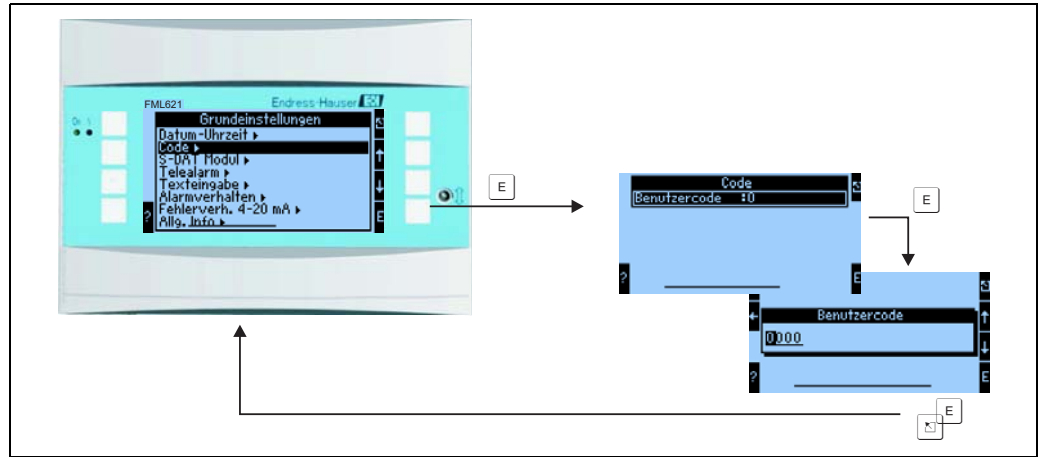 FML621
Endress+Hauser
Grundeinstellungen
Datum-Uhrzeit
Code
S-DAT Modul
Telealarm
Texteingabe
Alarmverhalten
Fehlerverh. 4-20 mA
Allg. Info
?
E
E
Code
Benutzercode :0
?
E
E
Benutzercode
0000
?
E
E